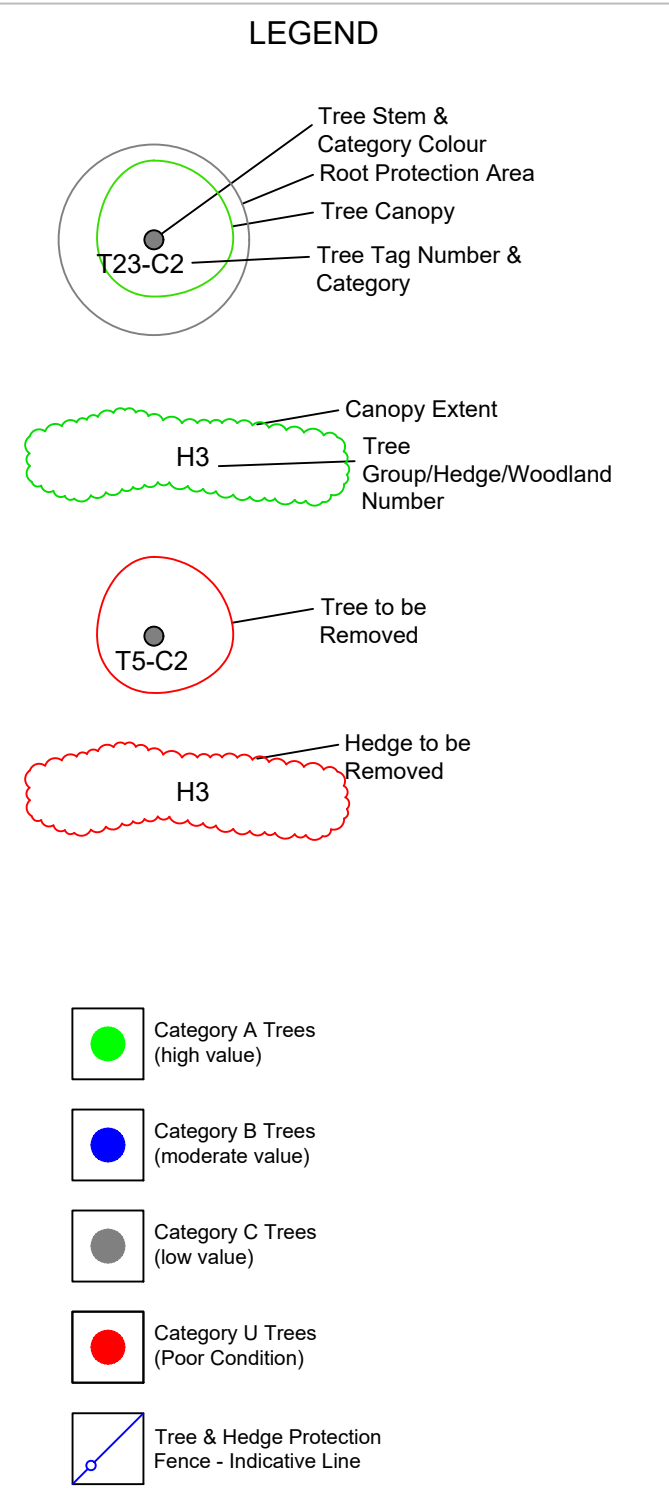 LEGEND
Tree Stem &
Category Colour
Root Protection Area
Tree Canopy
T23-C2
Tree Tag Number &
Category
Canopy Extent
H3
Tree
Group/Hedge/Woodland
Number
Tree to be
Removed
T5-C2
Hedge to be
Removed
H3
Category A Trees
(high value)
Category B Trees
(moderate value)
Category C Trees
(low value)
Category U Trees
(Poor Condition)
Tree & Hedge Protection
Fence - Indicative Line